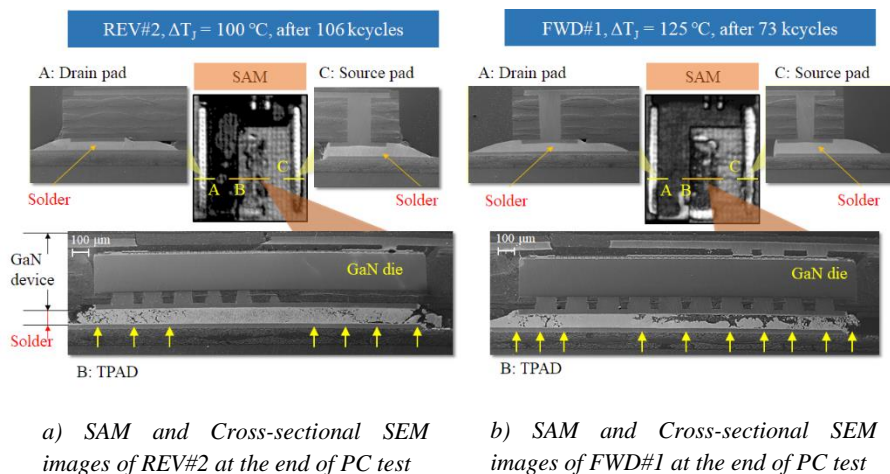 REV#2, ΔT_J = 100 °C, after 106 kcycles
A: Drain pad
SAM
C: Source pad
A
B
C
Solder
Solder
100 µm
GaN
device
GaN die
Solder
B: TPAD
a) SAM and Cross-sectional SEM
images of REV#2 at the end of PC test
FWD#1, ΔT_J = 125 °C, after 73 kcycles
A: Drain pad
SAM
C: Source pad
A
B
C
Solder
Solder
100 µm
GaN die
B: TPAD
b) SAM and Cross-sectional SEM
images of FWD#1 at the end of PC test